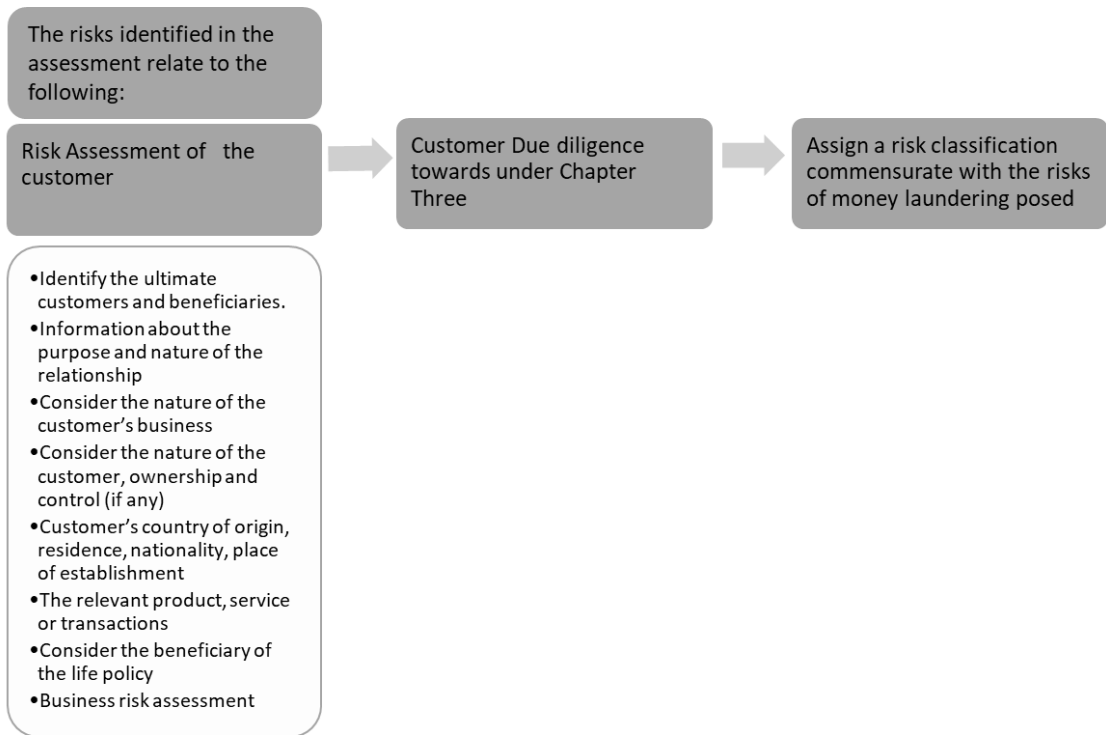 The risks identified in the
assessment relate to the
following:
Risk Assessment of the
customer
Customer Due diligence
towards under Chapter
Three
Assign a risk classification
commensurate with the risks
of money laundering posed
•Identify the ultimate
customers and beneficiaries.
•Information about the
purpose and nature of the
relationship
•Consider the nature of the
customer's business
•Consider the nature of the
customer, ownership and
control (if any)
•Customer's country of origin,
residence, nationality, place
of establishment
•The relevant product, service
or transactions
•Consider the beneficiary of
the life policy
•Business risk assessment